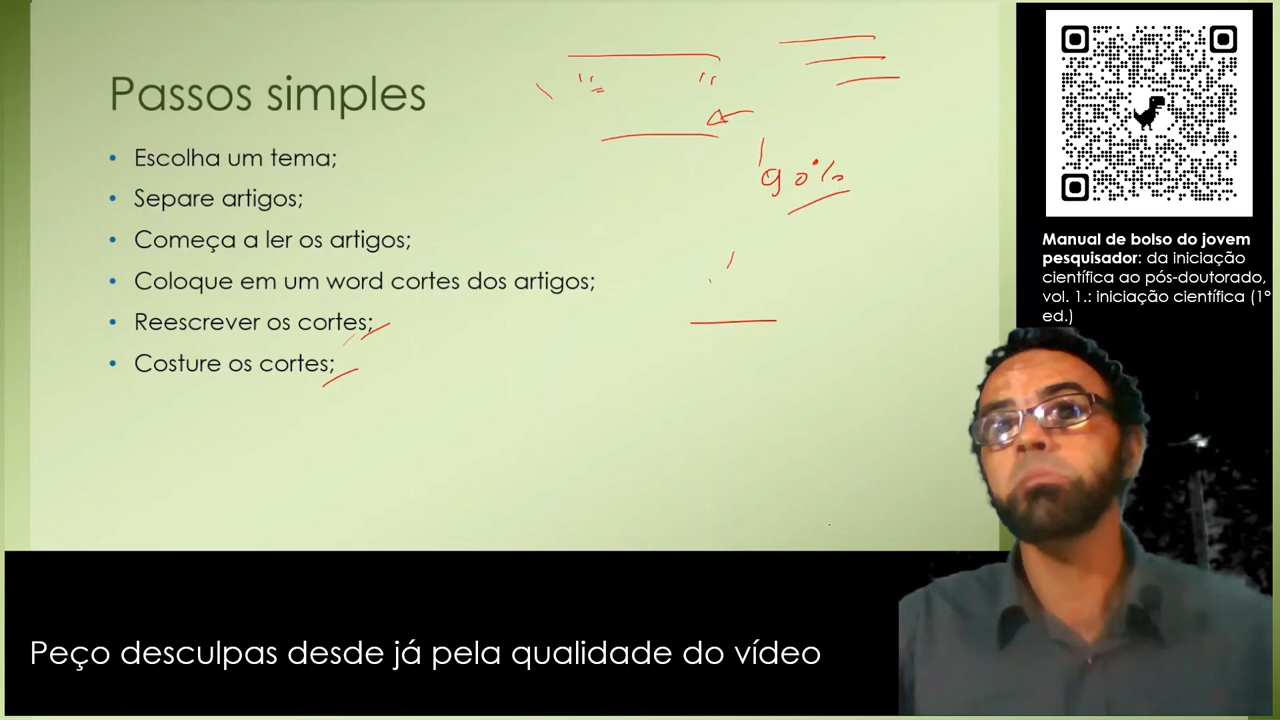 Passos simples
Escolha um tema;
Separe artigos;
Começa a ler os artigos;
Coloque em um word cortes dos artigos;
Reescrever os cortes;
Costure os cortes;
90%
Manual de bolso do jovem
pesquisador: da iniciação
científica ao pós-doutorado,
vol. 1.: iniciação científica (1º
ed.)
Peço desculpas desde já pela qualidade do vídeo